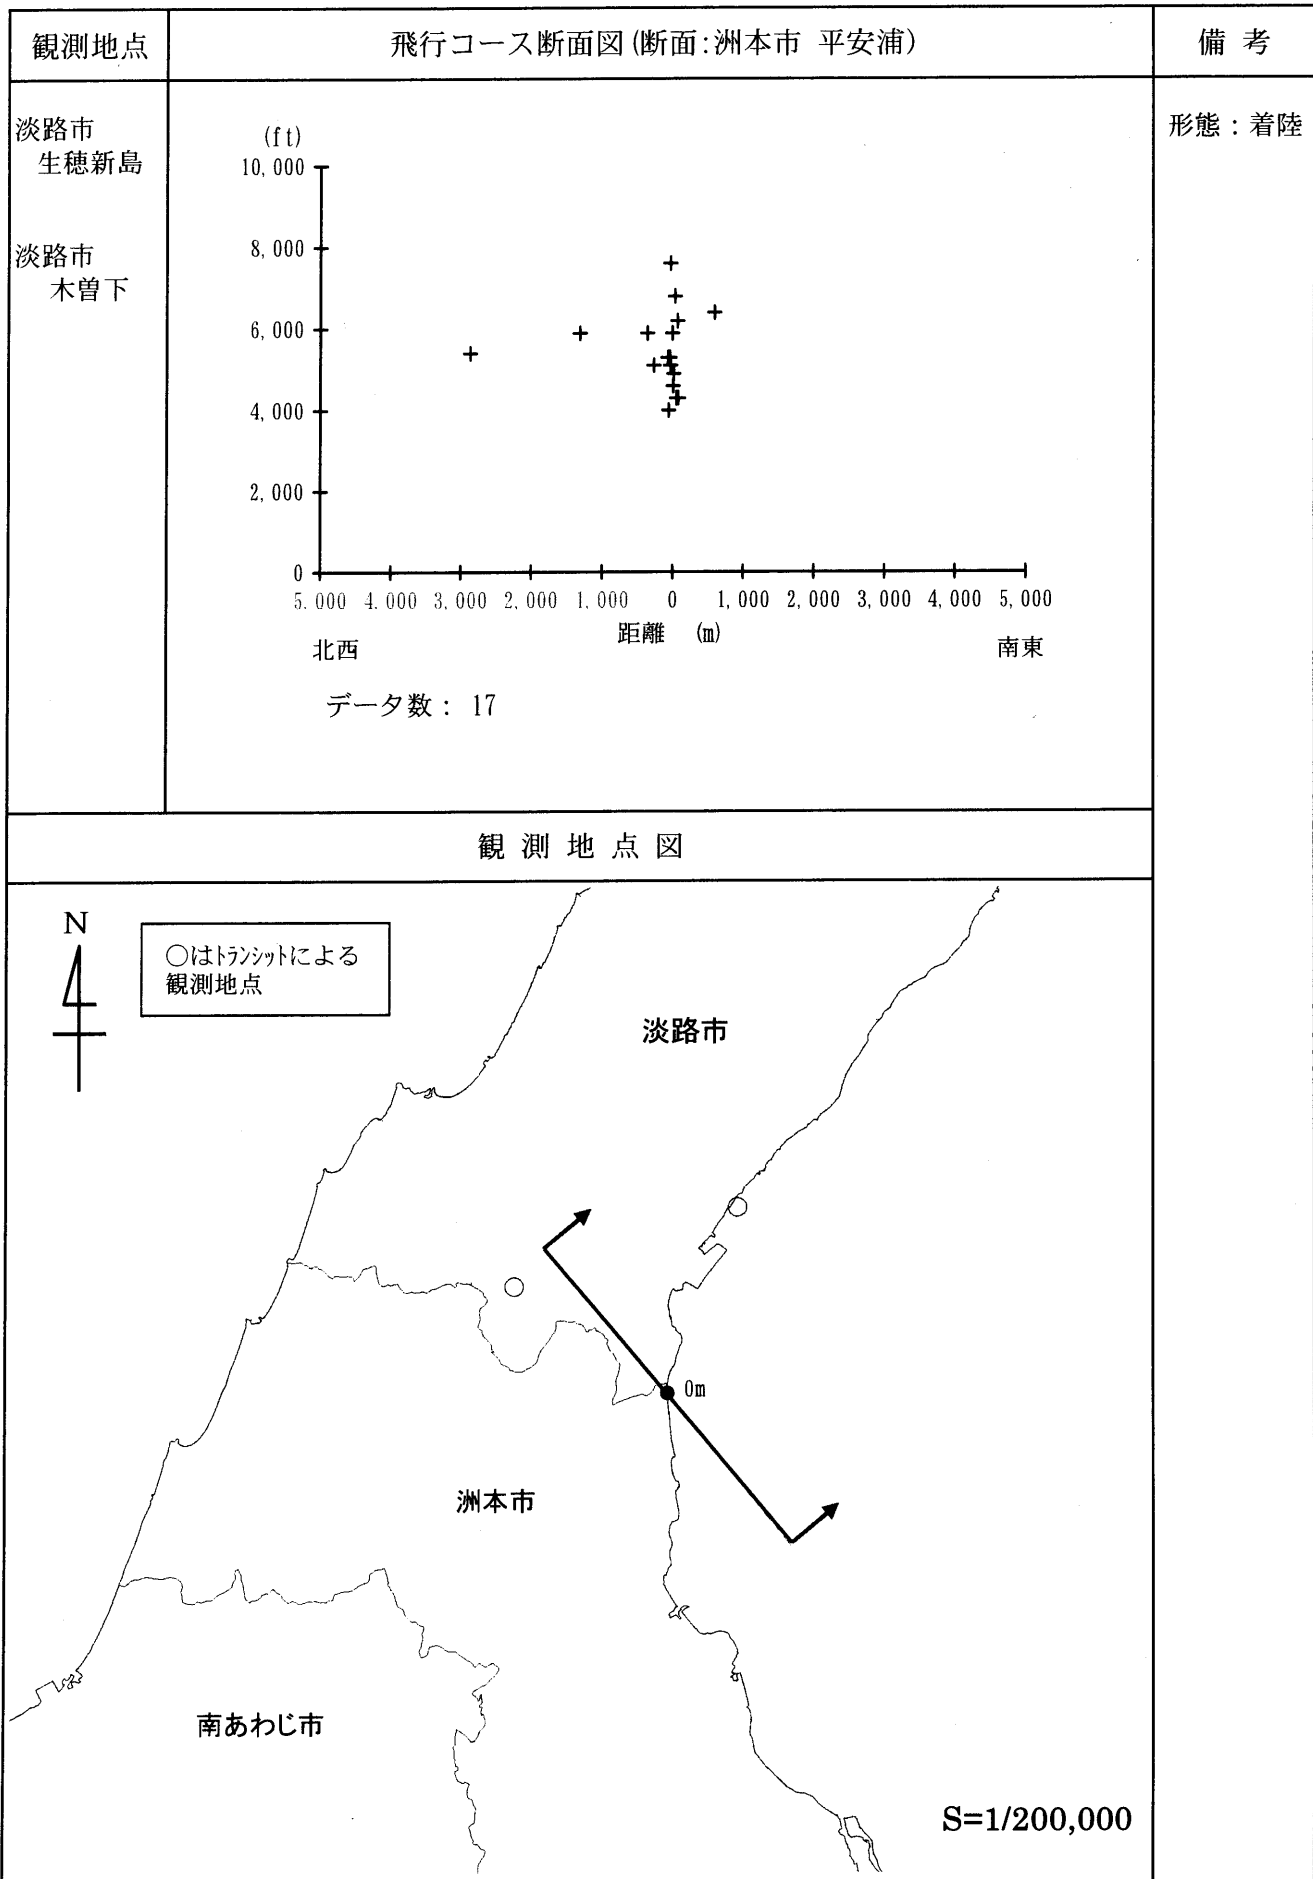 観測地点
飛行コース断面図(断面:洲本市 平安浦)
備 考
淡路市
生穂新島
淡路市
木曽下
形態：着陸
(ft)
10,000
8,000
6,000
4,000
2,000
0
5.000 4.000 3,000 2,000 1,000 0 1,000 2,000 3,000 4,000 5,000
距離 (m)
北西
南東
データ数： 17
観 測 地 点 図
N
○はトランシットによる
観測地点
淡路市
0m
洲本市
南あわじ市
S=1/200,000